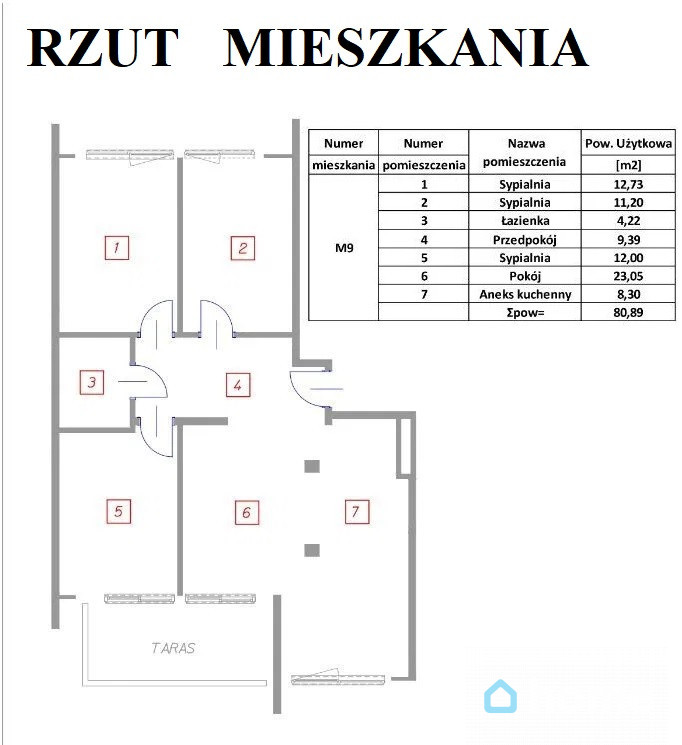 RZUT MIESZKANIA
Numer Numer Nazwa Pow. Użytkowa
mieszkania pomieszczenia pomieszczenia [m2]
M9
1 Sypialnia 12,73
2 Sypialnia 11,20
3 Łazienka 4,22
4 Przedpokój 9,39
5 Sypialnia 12,00
6 Pokój 23,05
7 Aneks kuchenny 8,30
Σpow= 80,89
1
2
3
4
5
6
7
TARAS